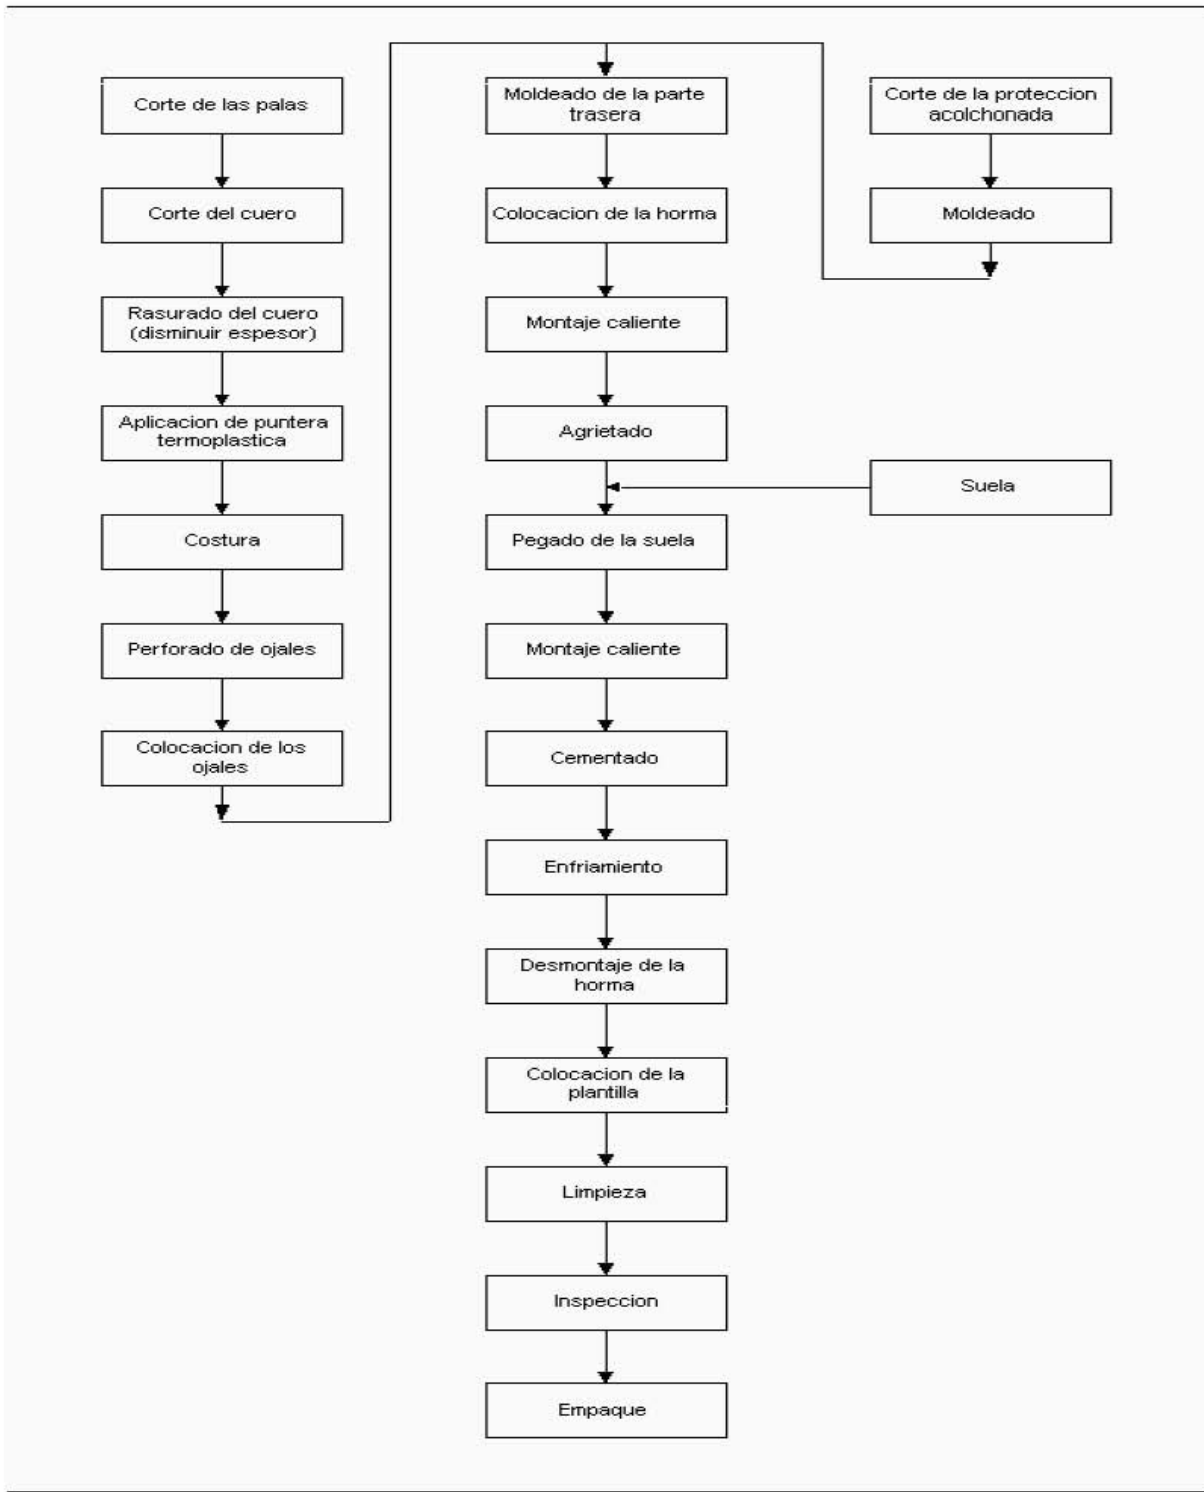 Corte de las palas
Corte del cuero
Rasurado del cuero
(disminuir espesor)
Aplicacion de puntera
termoplastica
Costura
Perforado de ojales
Colocacion de los
ojales
Moldeado de la parte
trasera
Colocacion de la horma
Montaje caliente
Agrietado
Pegado de la suela
Montaje caliente
Cementado
Enfriamiento
Desmontaje de la
horma
Colocacion de la
plantilla
Limpieza
Inspeccion
Empaque
Corte de la proteccion
acolchonada
Moldeado
Suela